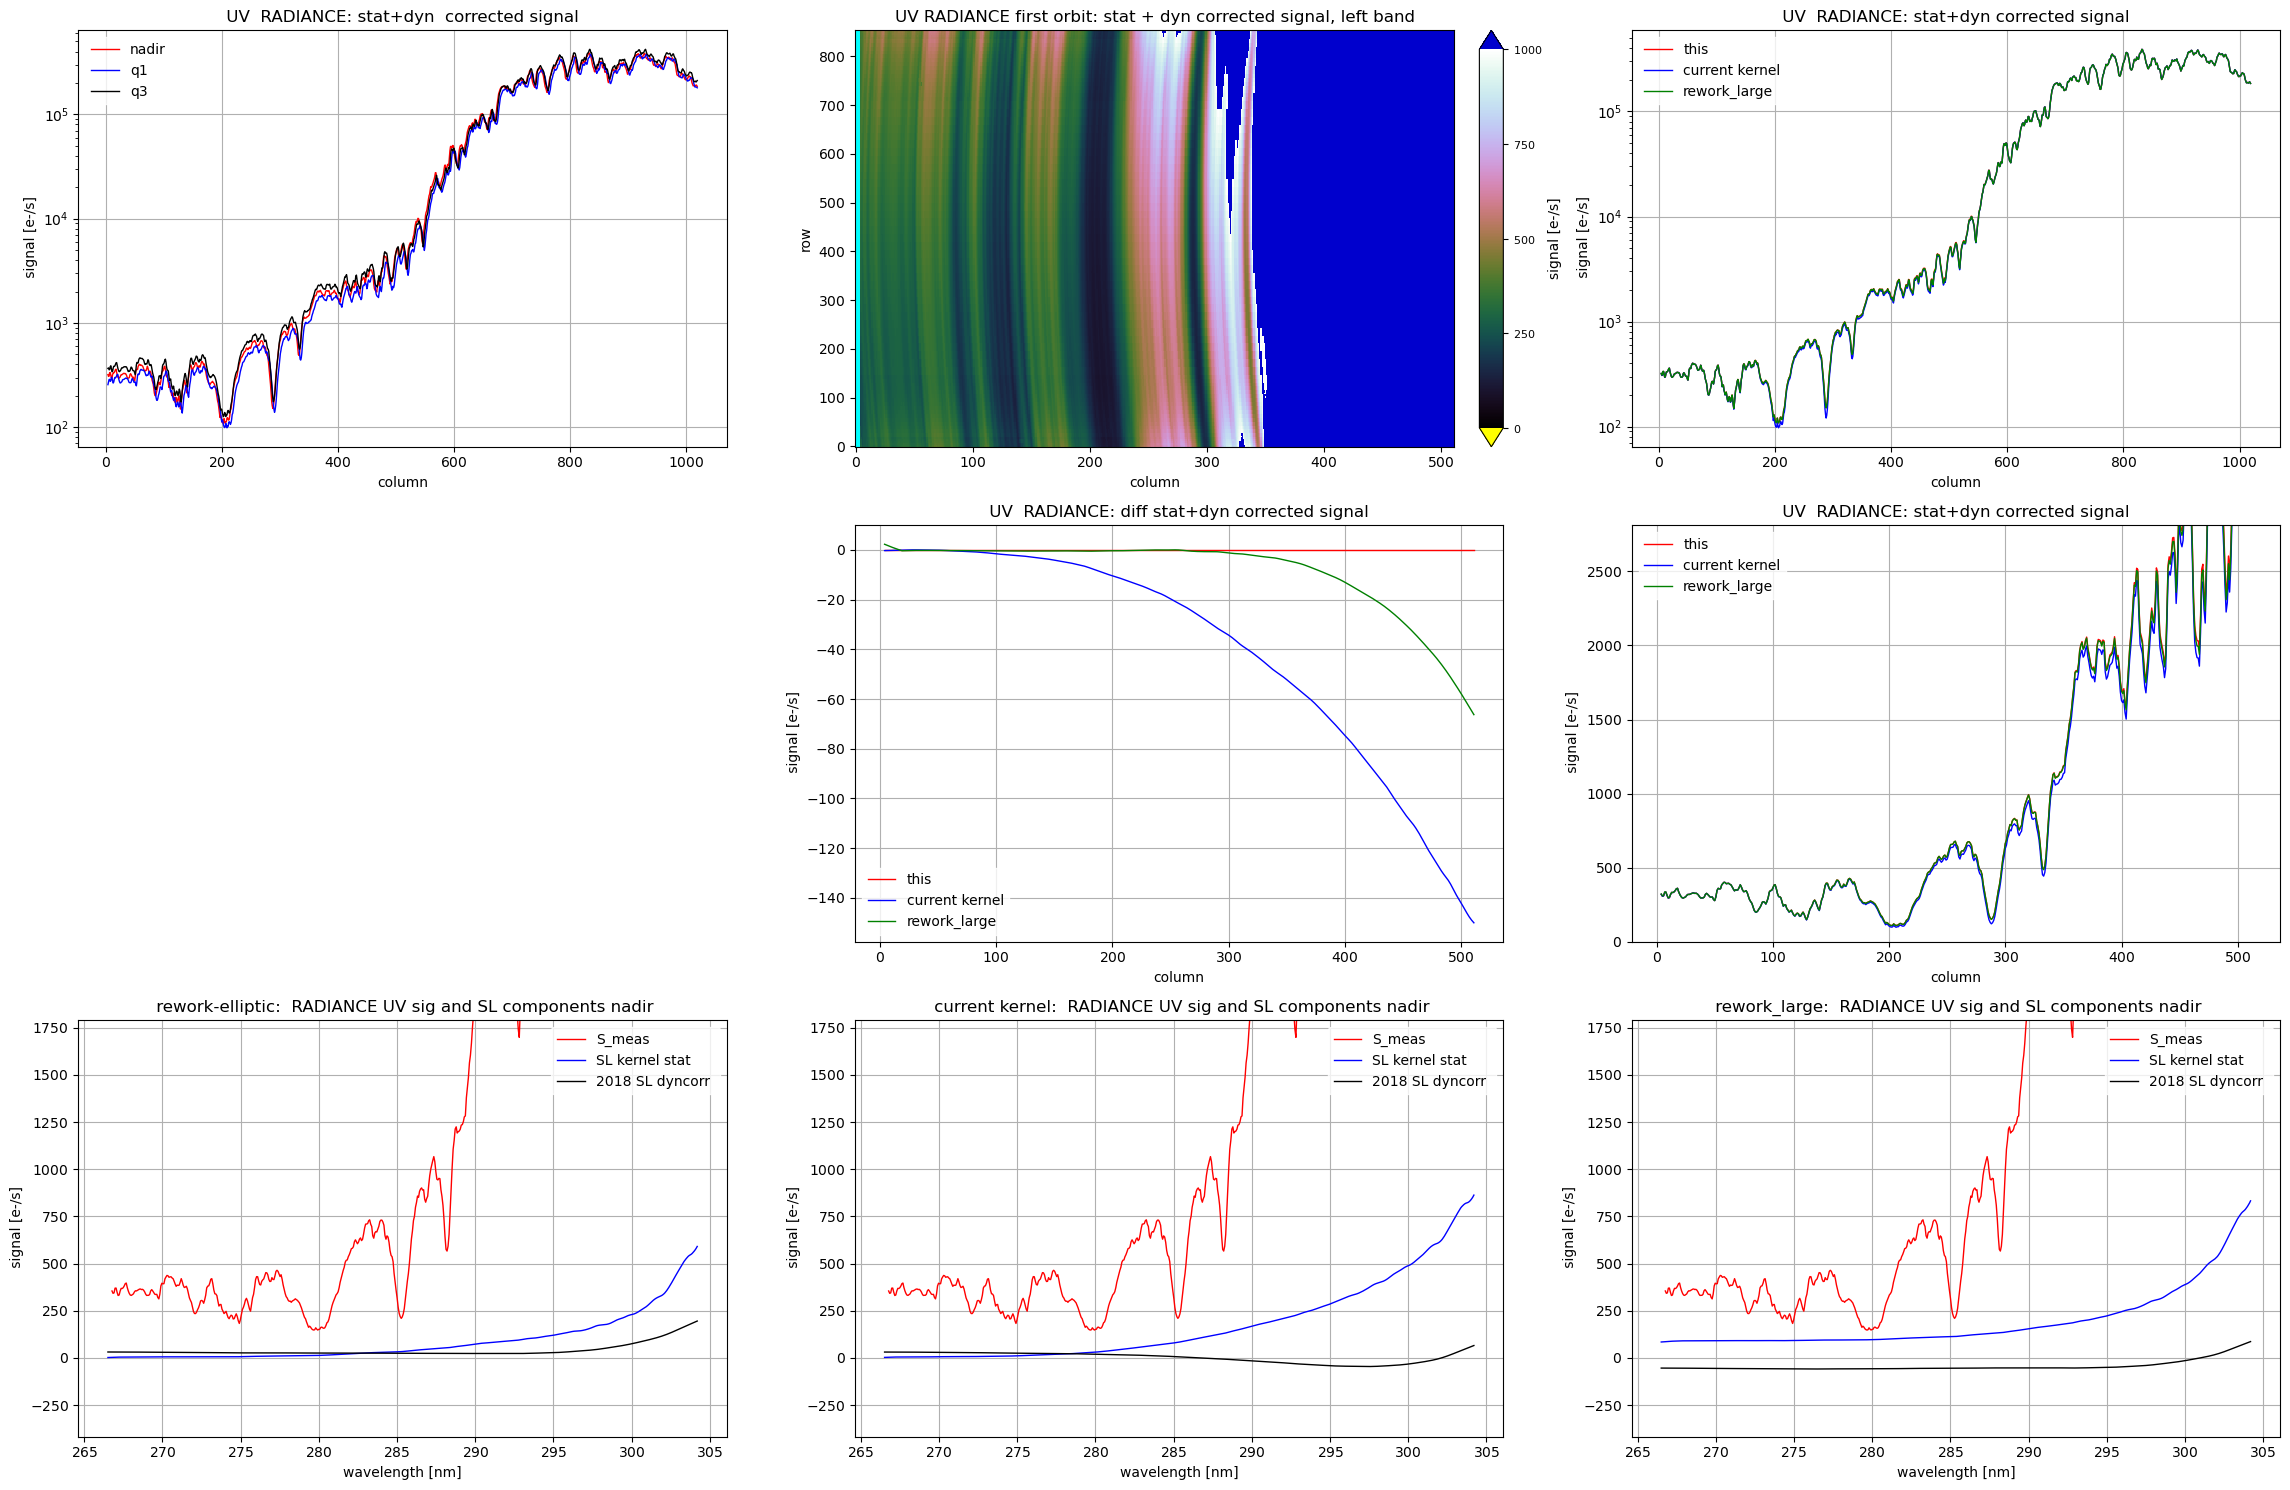 UV  RADIANCE: stat+dyn  corrected signal
nadir
q1
q3
signal [e-/s]
10^5
10^4
10^3
10^2
0 200 400 600 800 1000
column
UV RADIANCE first orbit: stat + dyn corrected signal, left band
row
800
700
600
500
400
300
200
100
0
0 100 200 300 400 500
column
1000
750
500
250
0
signal [e-/s]
UV  RADIANCE: stat+dyn corrected signal
this
current kernel
rework_large
signal [e-/s]
10^5
10^4
10^3
10^2
0 200 400 600 800 1000
column
UV  RADIANCE: diff stat+dyn corrected signal
signal [e-/s]
0
−20
−40
−60
−80
−100
−120
−140
this
current kernel
rework_large
0 100 200 300 400 500
column
UV  RADIANCE: stat+dyn corrected signal
this
current kernel
rework_large
signal [e-/s]
2500
2000
1500
1000
500
0
0 100 200 300 400 500
column
rework-elliptic:  RADIANCE UV sig and SL components nadir
S_meas
SL kernel stat
2018 SL dyncorr
signal [e-/s]
1750
1500
1250
1000
750
500
250
0
−250
265 270 275 280 285 290 295 300 305
wavelength [nm]
current kernel:  RADIANCE UV sig and SL components nadir
S_meas
SL kernel stat
2018 SL dyncorr
signal [e-/s]
1750
1500
1250
1000
750
500
250
0
−250
265 270 275 280 285 290 295 300 305
wavelength [nm]
rework_large:  RADIANCE UV sig and SL components nadir
S_meas
SL kernel stat
2018 SL dyncorr
signal [e-/s]
1750
1500
1250
1000
750
500
250
0
−250
265 270 275 280 285 290 295 300 305
wavelength [nm]